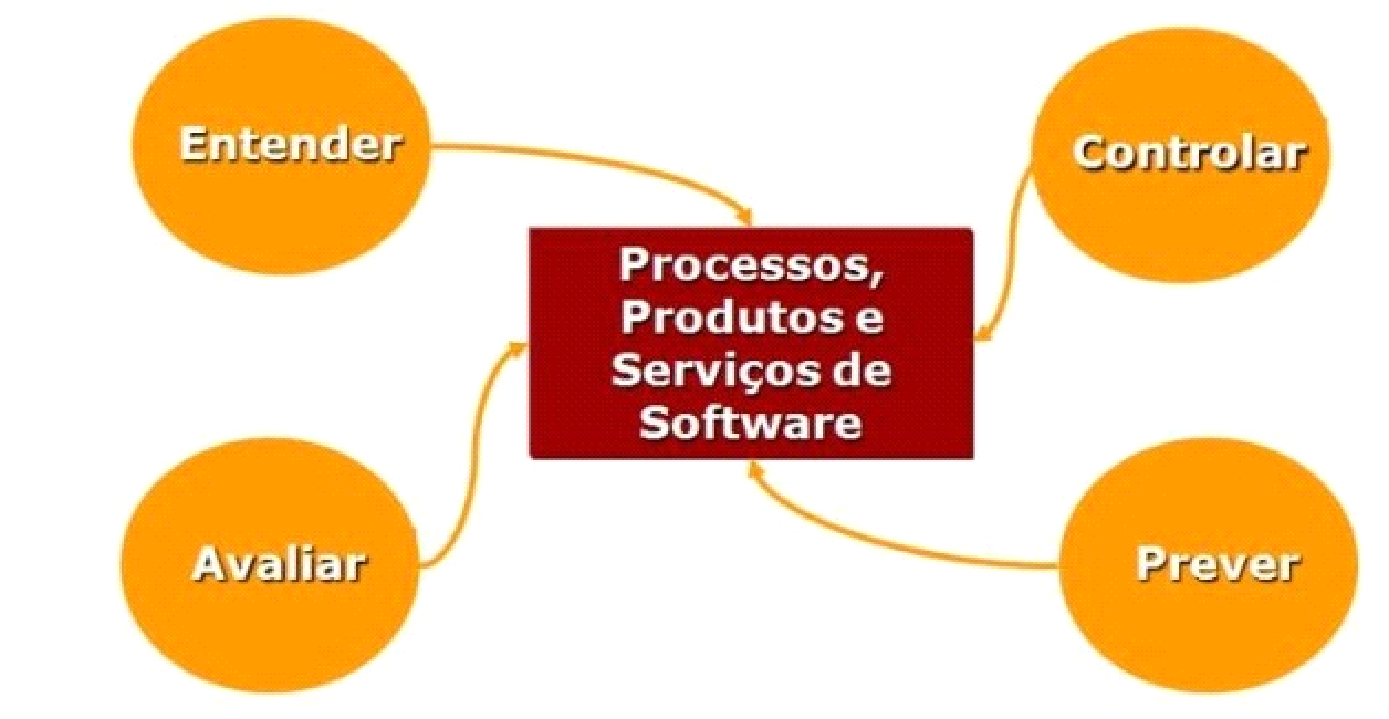 Entender
Controlar
Processos,
Produtos e
Serviços de
Software
Avaliar
Prever